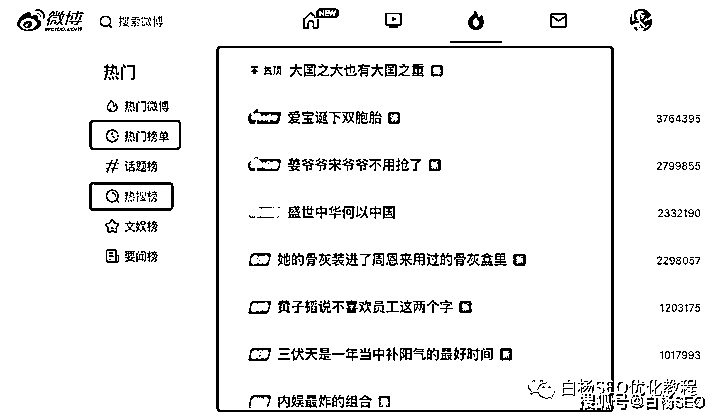 微博
weibo.com
搜索微博
NEW
热门
热门微博
热门榜单
# 话题榜
热搜榜
文娱榜
要闻榜
置顶 大国之大也有大国之重
爱宝诞下双胞胎 3764395
姜爷爷宋爷爷不用抢了 2799855
盛世中华何以中国 2332190
她的骨灰装进了周恩来用过的骨灰盒里 2298057
黄子韬说不喜欢员工这两个字 1203175
三伏天是一年当中补阳气的最好时间 1017993
内娱最炸的组合
白杨SEO优化教程
搜狐号@白杨SEO